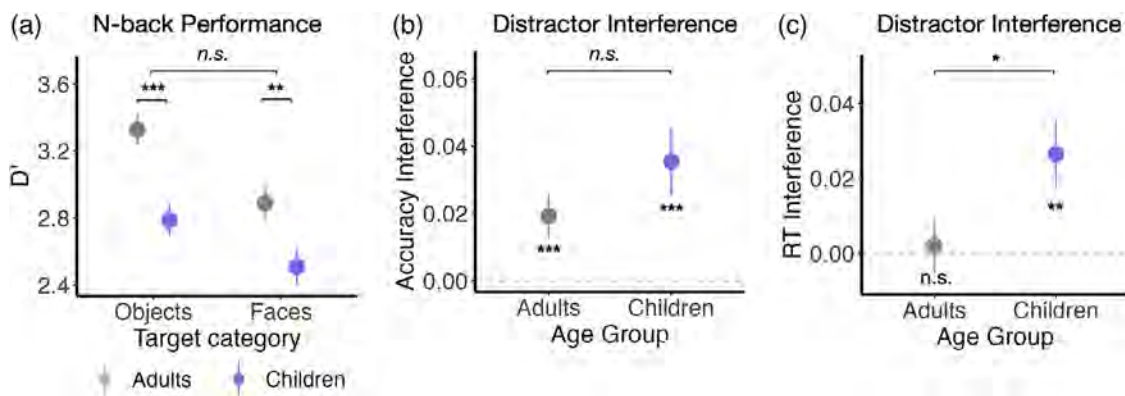 (a) N-back Performance
n.s.
*** **
3.6
3.2
2.8
2.4
D'
Objects Faces
Target category
Adults Children
(b) Distractor Interference
n.s.
0.06
0.04
0.02
0.00
Accuracy Interference
***
***
Adults Children
Age Group
(c) Distractor Interference
*
0.04
0.02
0.00
RT Interference
**
n.s.
Adults Children
Age Group